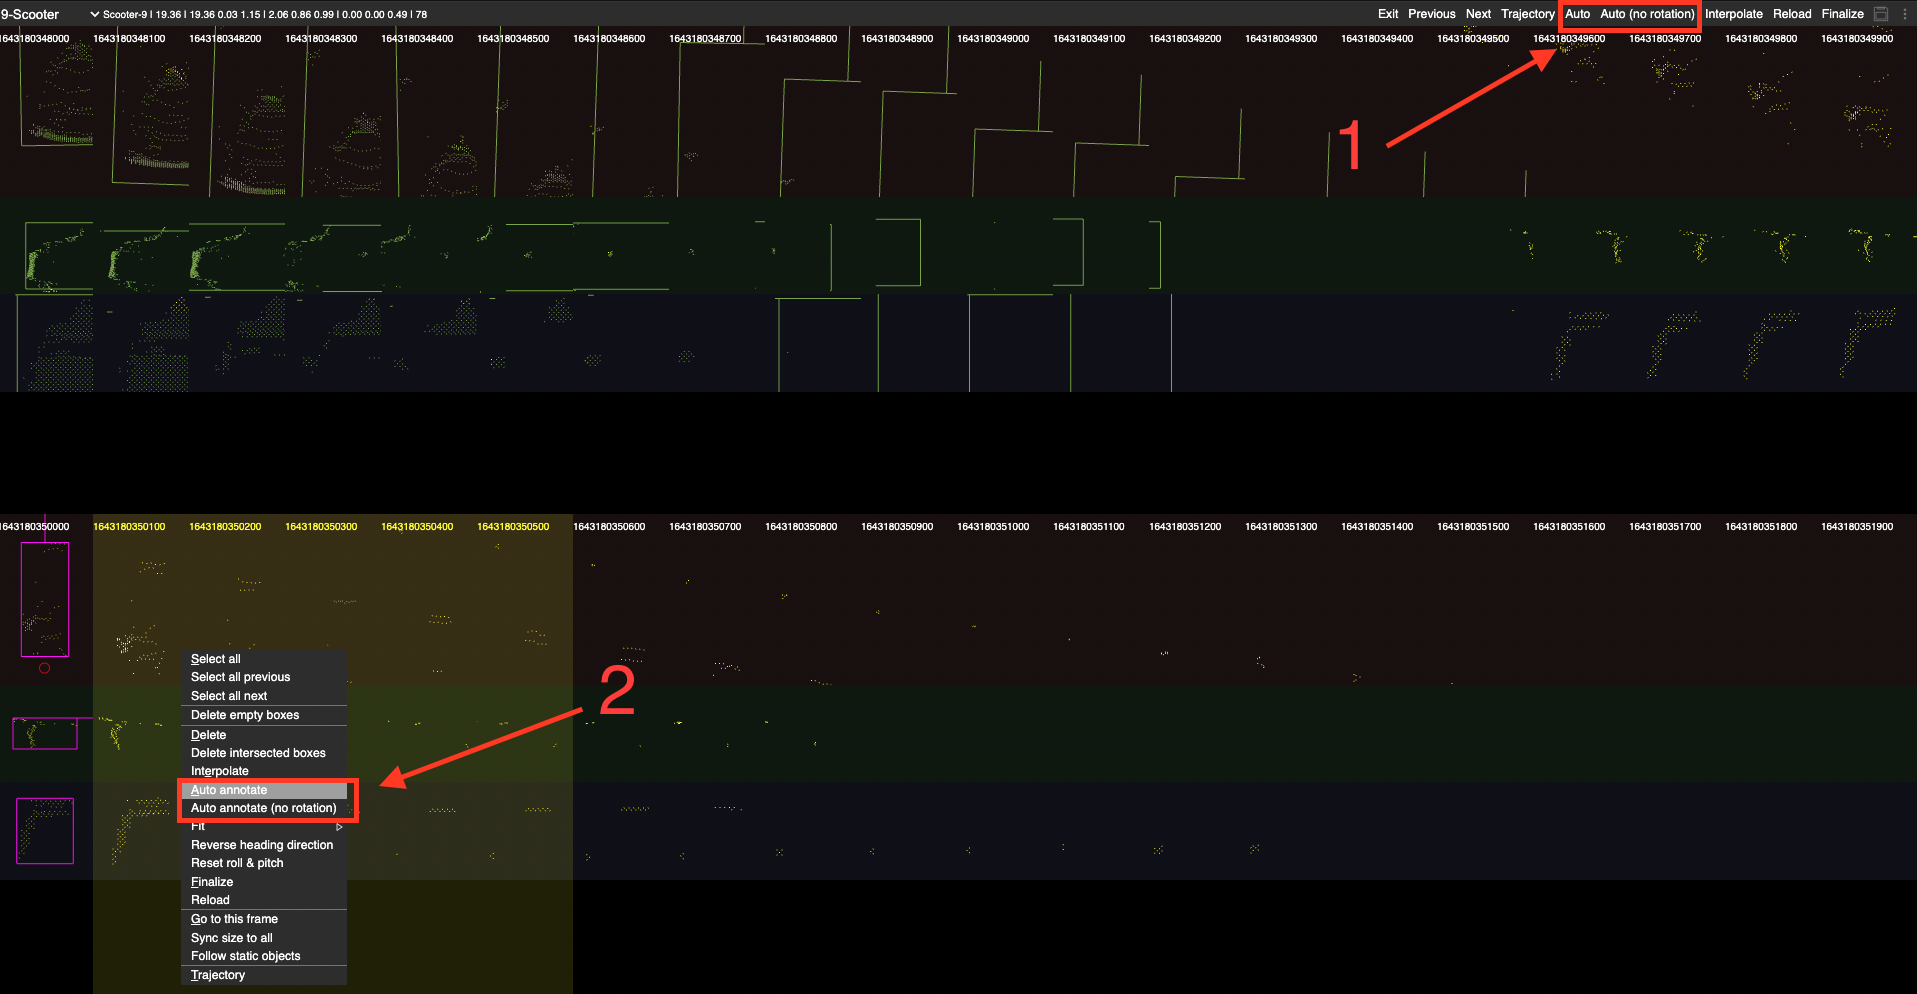 9-Scooter Scooter-9 | 19.36 | 19.36 0.03 1.15 | 2.06 0.86 0.99 | 0.00 0.00 0.49 | 78 Exit Previous Next Trajectory Auto Auto (no rotation) Interpolate Reload Finalize
1643180348000 1643180348100 1643180348200 1643180348300 1643180348400 1643180348500 1643180348600 1643180348700 1643180348800 1643180348900 1643180349000 1643180349100 1643180349200 1643180349300 1643180349400 1643180349500 1643180349600 1643180349700 1643180349800 1643180349900
1
1643180350000 1643180350100 1643180350200 1643180350300 1643180350400 1643180350500 1643180350600 1643180350700 1643180350800 1643180350900 1643180351000 1643180351100 1643180351200 1643180351300 1643180351400 1643180351500 1643180351600 1643180351700 1643180351800 1643180351900
2
Select all
Select all previous
Select all next
Delete empty boxes
Delete
Delete intersected boxes
Interpolate
Auto annotate
Auto annotate (no rotation)
Fit
Reverse heading direction
Reset roll & pitch
Finalize
Reload
Go to this frame
Sync size to all
Follow static objects
Trajectory